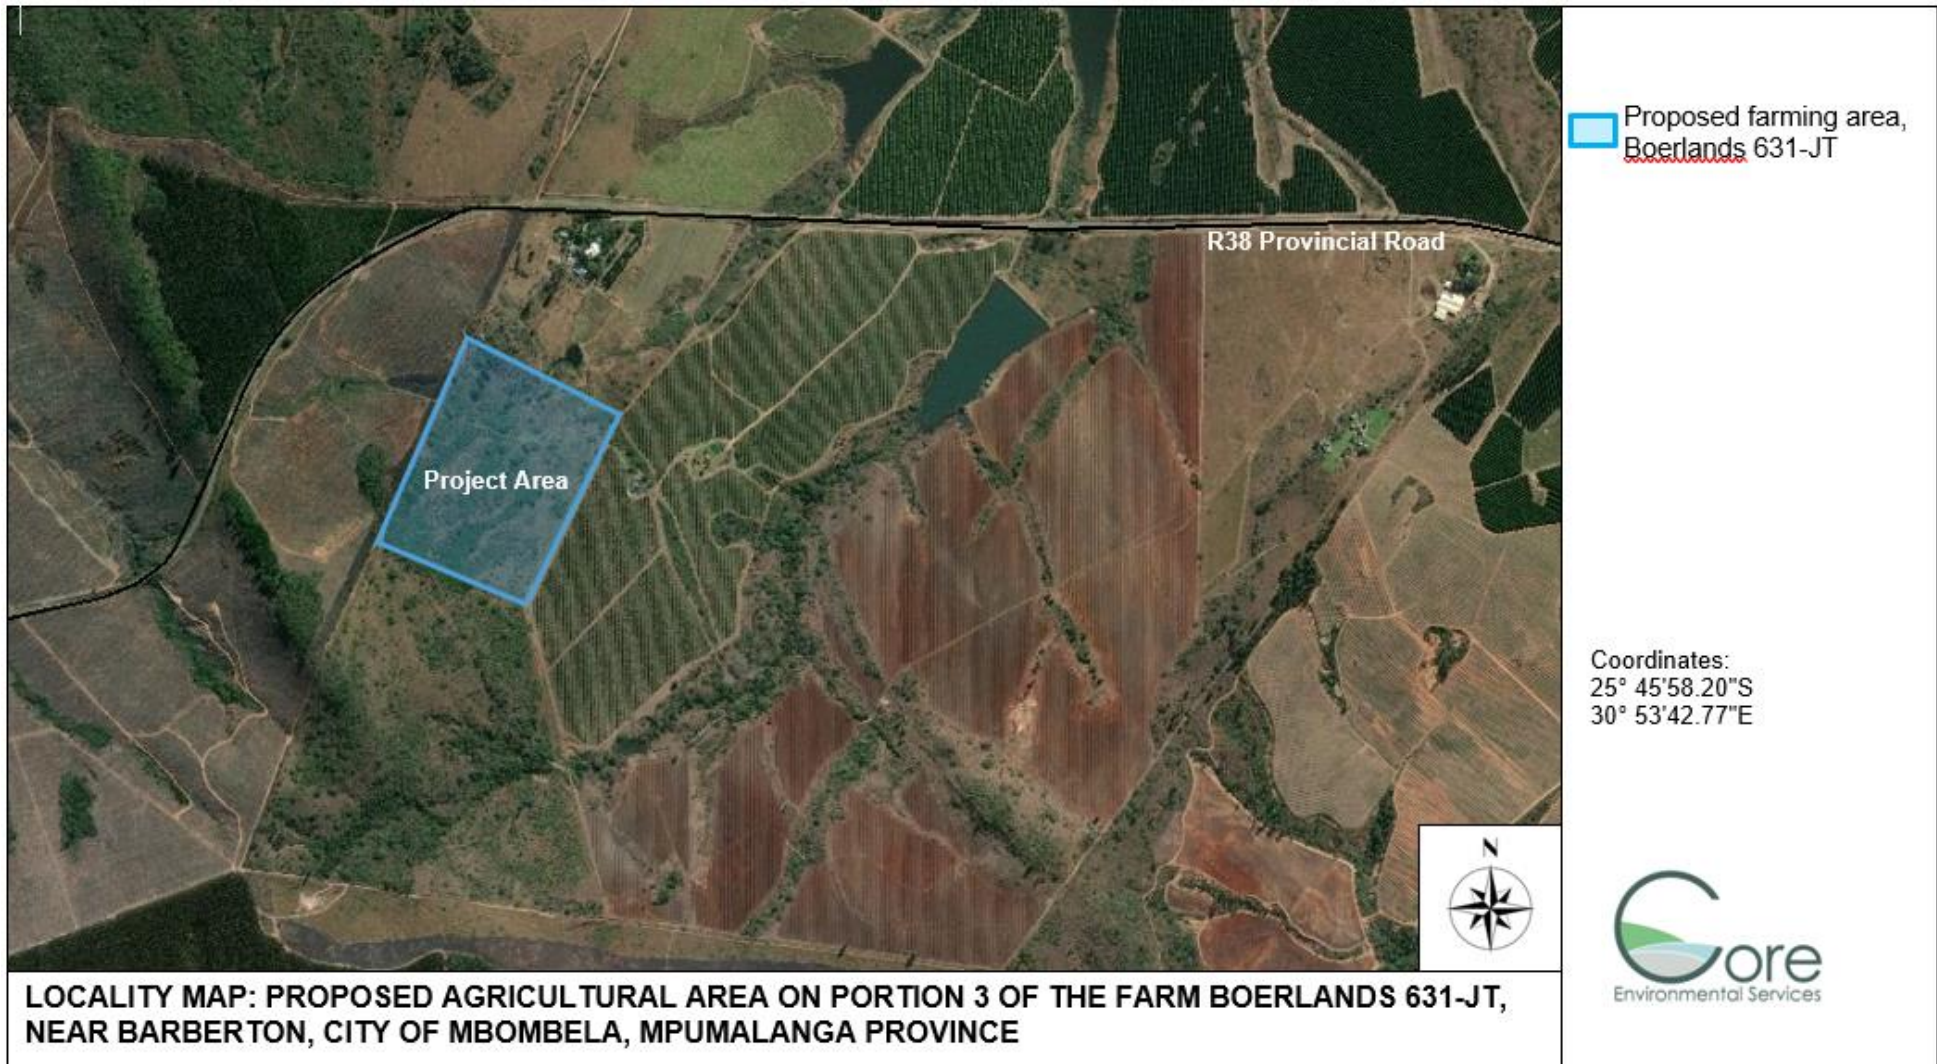 Proposed farming area,
Boerlands 631-JT
R38 Provincial Road
Project Area
Coordinates:
25° 45'58.20"S
30° 53'42.77"E
N
Core
Environmental Services
LOCALITY MAP: PROPOSED AGRICULTURAL AREA ON PORTION 3 OF THE FARM BOERLANDS 631-JT,
NEAR BARBERTON, CITY OF MBOMBELA, MPUMALANGA PROVINCE